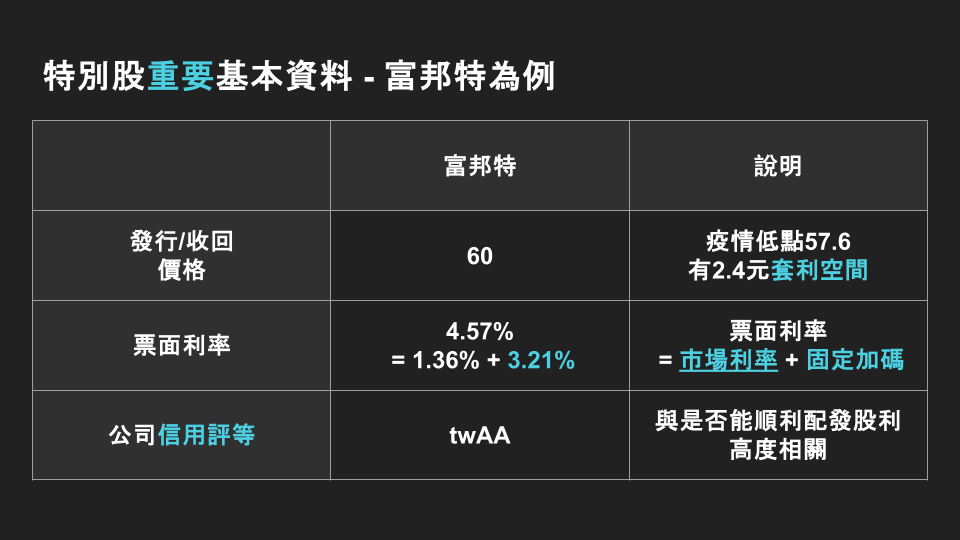 特別股重要基本資料 - 富邦特為例
富邦特
說明
發行/收回
價格
60
疫情低點57.6
有2.4元套利空間
票面利率
4.57%
= 1.36% + 3.21%
票面利率
= 市場利率 + 固定加碼
公司信用評等
twAA
與是否能順利配發股利
高度相關